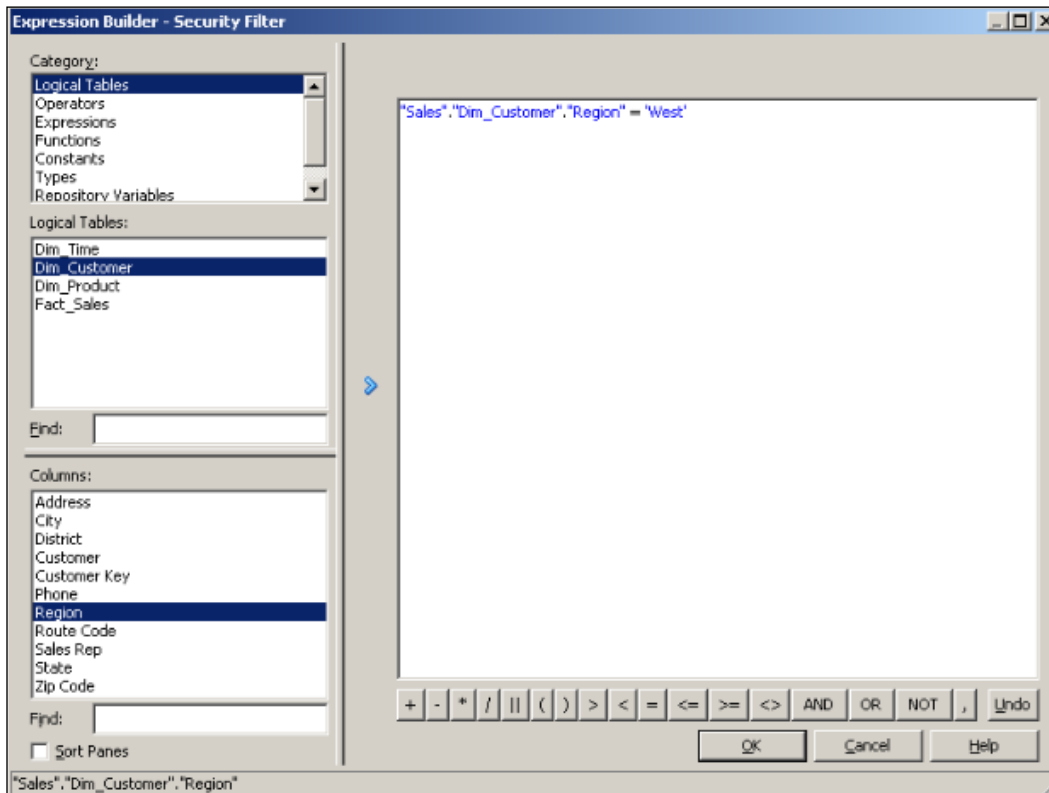 Expression Builder - Security Filter
Category:
Logical Tables
Operators
Expressions
Functions
Constants
Types
Repository Variables
Logical Tables:
Dim_Time
Dim_Customer
Dim_Product
Fact_Sales
Find:
Columns:
Address
City
District
Customer
Customer Key
Phone
Region
Route Code
Sales Rep
State
Zip Code
Find:
Sort Panes
"Sales"."Dim_Customer"."Region" = 'West'
+ - * / || ( ) > < = <= >= <> AND OR NOT , Undo
OK Cancel Help
"Sales"."Dim_Customer"."Region"